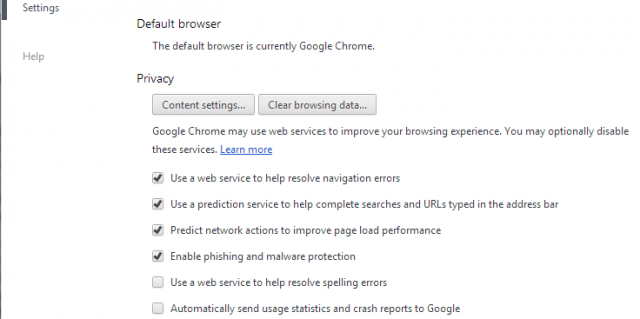 Settings
Default browser
The default browser is currently Google Chrome.
Help
Privacy
Content settings... Clear browsing data...
Google Chrome may use web services to improve your browsing experience. You may optionally disable
these services. Learn more
Use a web service to help resolve navigation errors
Use a prediction service to help complete searches and URLs typed in the address bar
Predict network actions to improve page load performance
Enable phishing and malware protection
Use a web service to help resolve spelling errors
Automatically send usage statistics and crash reports to Google